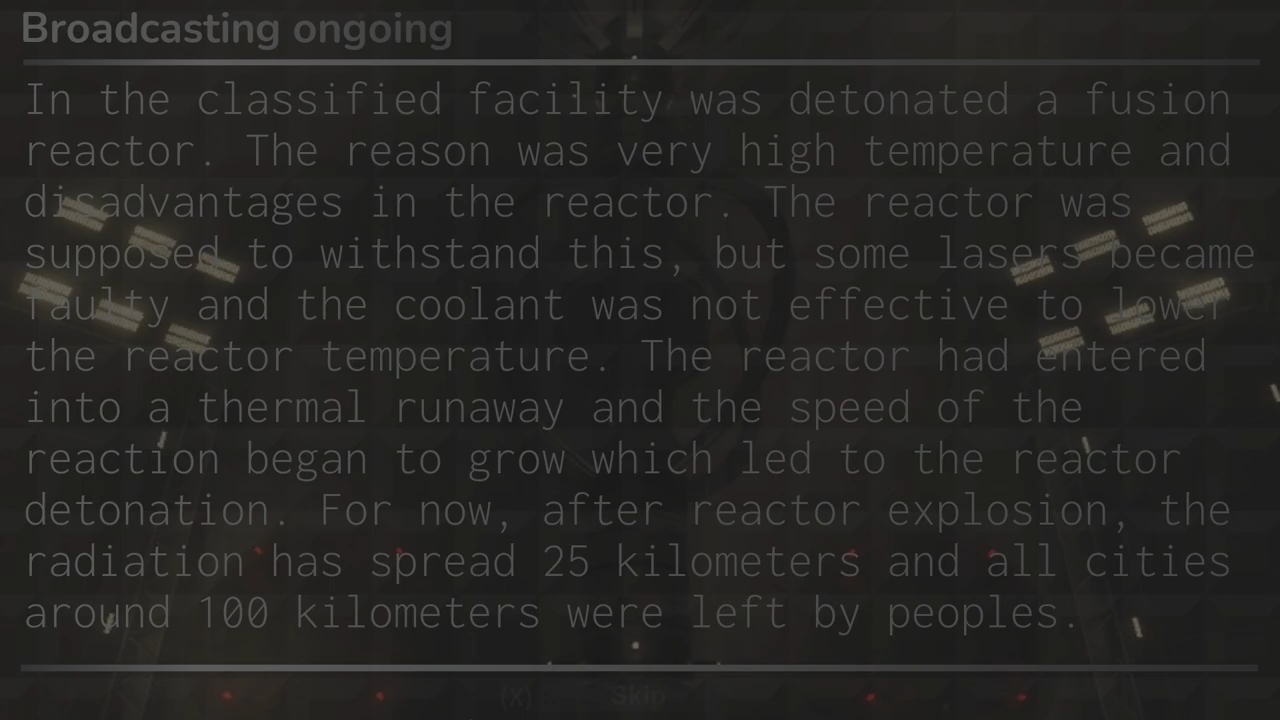 Broadcasting ongoing
In the classified facility was detonated a fusion
reactor. The reason was very high temperature and
disadvantages in the reactor. The reactor was
supposed to withstand this, but some lasers became
faulty and the coolant was not effective to lower
the reactor temperature. The reactor had entered
into a thermal runaway and the speed of the
reaction began to grow which led to the reactor
detonation. For now, after reactor explosion, the
radiation has spread 25 kilometers and all cities
around 100 kilometers were left by peoples.
(X) Skip